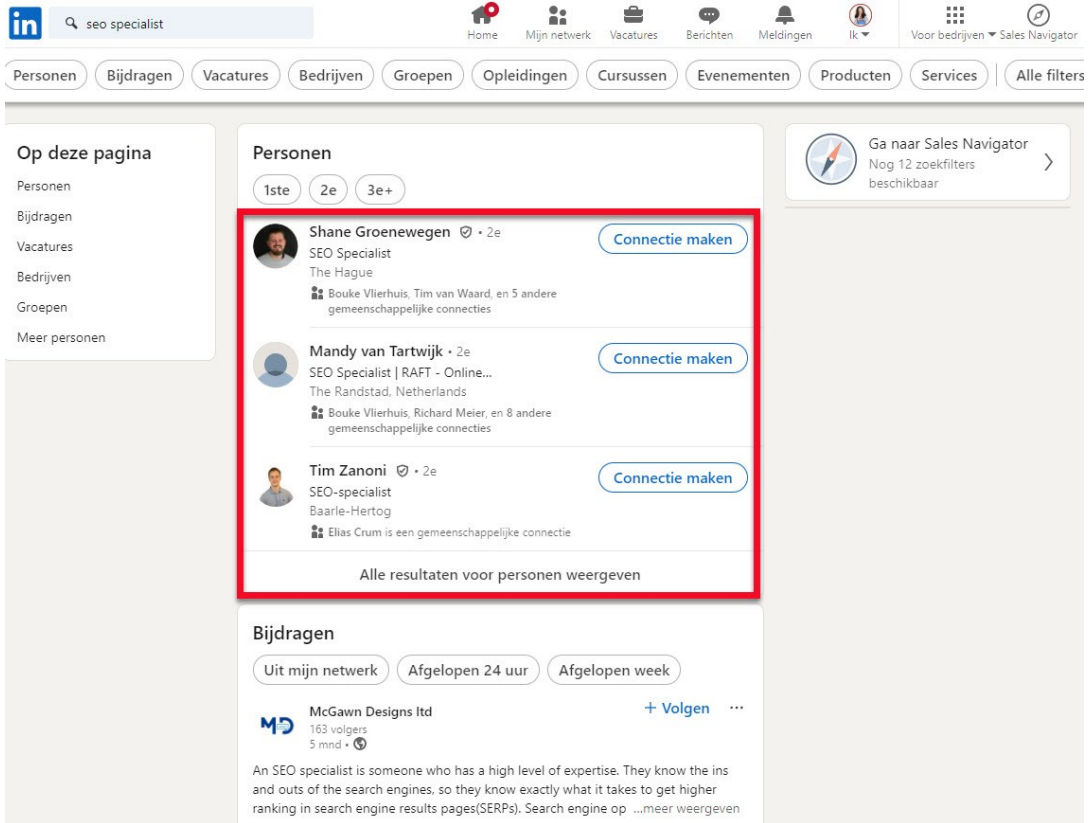 in
seo specialist
Home
Mijn netwerk
Vacatures
Berichten
Meldingen
Ik
Voor bedrijven
Sales Navigator
Personen
Bijdragen
Vacatures
Bedrijven
Groepen
Opleidingen
Cursussen
Evenementen
Producten
Services
Alle filters
Op deze pagina
Personen
Bijdragen
Vacatures
Bedrijven
Groepen
Meer personen
Personen
1ste
2e
3e+
Shane Groenewegen • 2e
SEO Specialist
The Hague
Bouke Vlierhuis, Tim van Waard, en 5 andere
gemeenschappelijke connecties
Connectie maken
Mandy van Tartwijk • 2e
SEO Specialist | RAFT - Online...
The Randstad, Netherlands
Bouke Vlierhuis, Richard Meier, en 8 andere
gemeenschappelijke connecties
Connectie maken
Tim Zanoni • 2e
SEO-specialist
Baarle-Hertog
Elias Crum is een gemeenschappelijke connectie
Connectie maken
Alle resultaten voor personen weergeven
Bijdragen
Uit mijn netwerk
Afgelopen 24 uur
Afgelopen week
MD
McGawn Designs ltd
163 volgers
5 mnd •
+ Volgen
...
An SEO specialist is someone who has a high level of expertise. They know the ins
and outs of the search engines, so they know exactly what it takes to get higher
ranking in search engine results pages(SERPs). Search engine op ...meer weergeven
Ga naar Sales Navigator
Nog 12 zoekfilters
beschikbaar